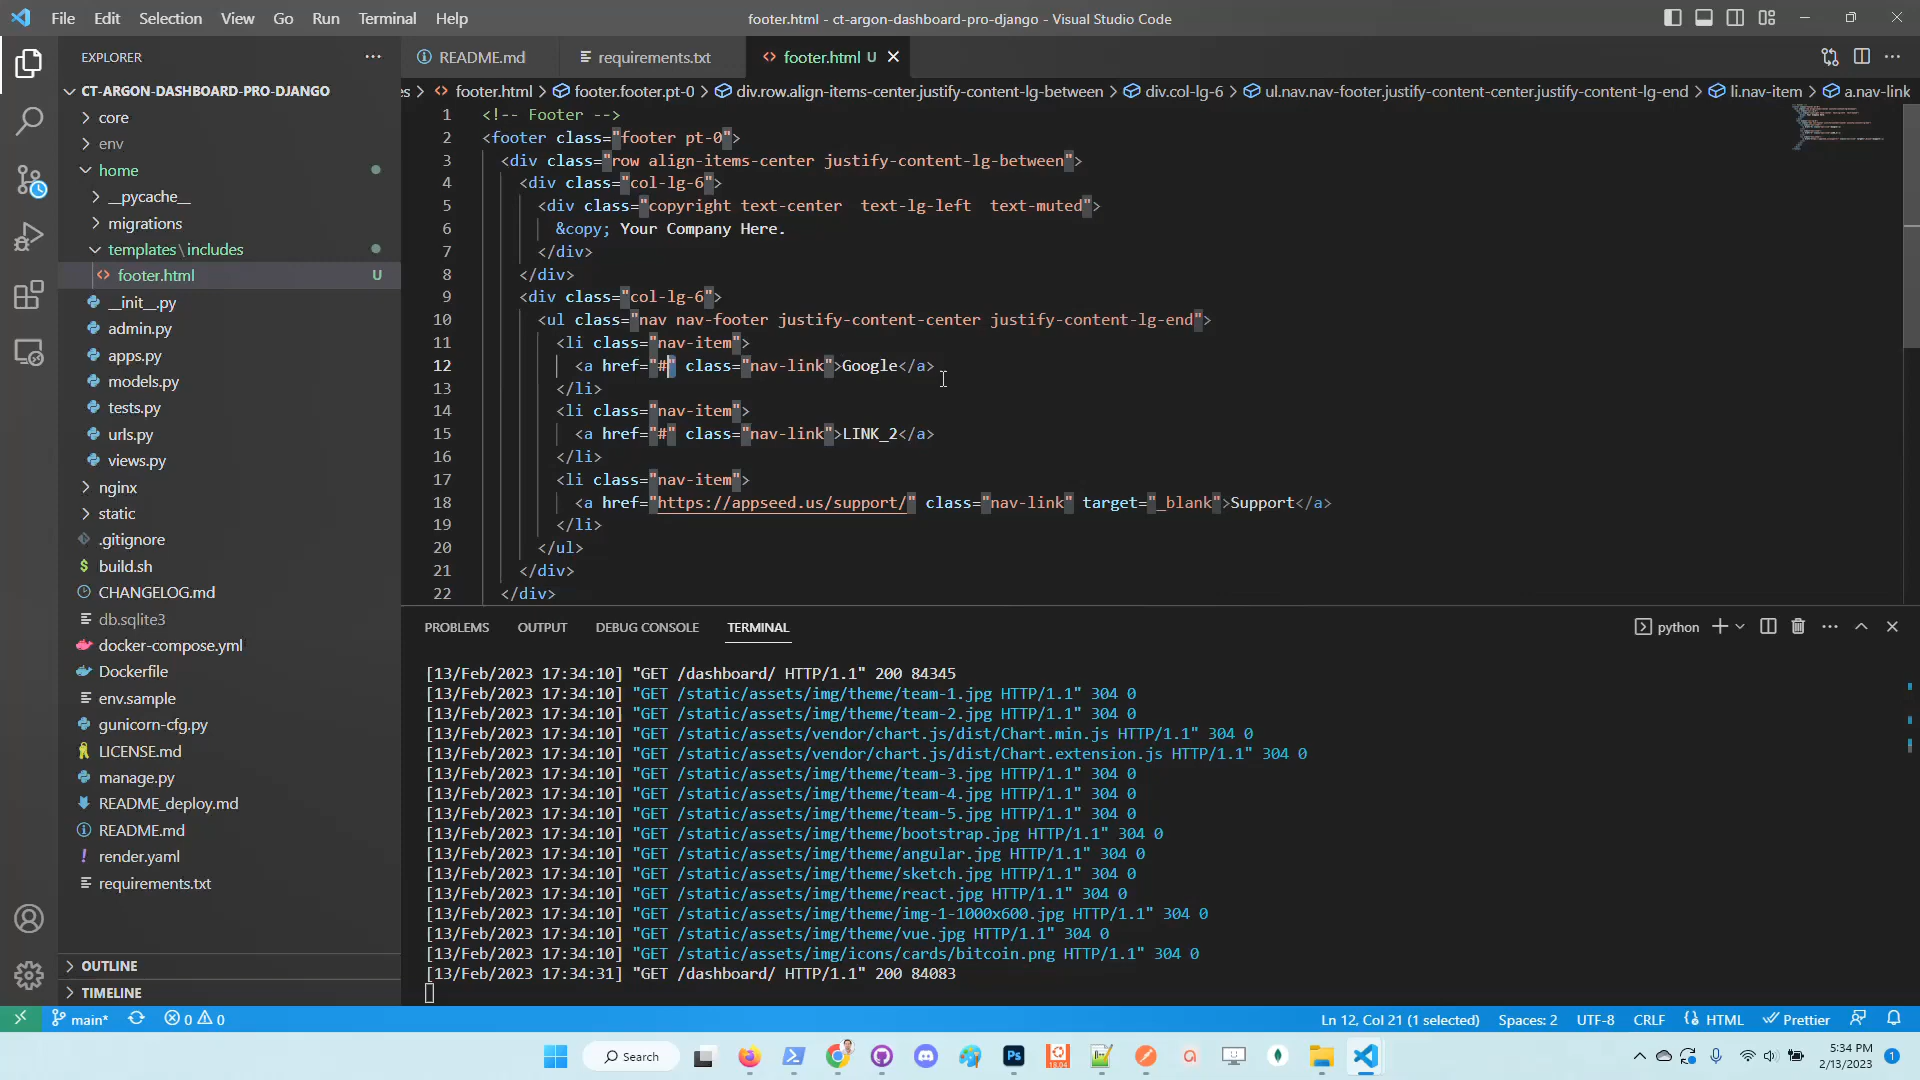 File Edit Selection View Go Run Terminal Help
footer.html - ct-argon-dashboard-pro-django - Visual Studio Code
EXPLORER
CT-ARGON-DASHBOARD-PRO-DJANGO
core
env
home
__pycache__
migrations
templates\includes
footer.html U
__init__.py
admin.py
apps.py
models.py
tests.py
urls.py
views.py
nginx
static
.gitignore
build.sh
CHANGELOG.md
db.sqlite3
docker-compose.yml
Dockerfile
env.sample
gunicorn-cfg.py
LICENSE.md
manage.py
README_deploy.md
README.md
render.yaml
requirements.txt
OUTLINE
TIMELINE
README.md requirements.txt footer.html U
es > footer.html > footer.footer.pt-0 > div.row.align-items-center.justify-content-lg-between > div.col-lg-6 > ul.nav.nav-footer.justify-content-center.justify-content-lg-end > li.nav-item > a.nav-link
1 <!-- Footer -->
2 <footer class="footer pt-0">
3 <div class="row align-items-center justify-content-lg-between">
4 <div class="col-lg-6">
5 <div class="copyright text-center  text-lg-left  text-muted">
6 &copy; Your Company Here.
7 </div>
8 </div>
9 <div class="col-lg-6">
10 <ul class="nav nav-footer justify-content-center justify-content-lg-end">
11 <li class="nav-item">
12 <a href="#" class="nav-link">Google</a>
13 </li>
14 <li class="nav-item">
15 <a href="#" class="nav-link">LINK_2</a>
16 </li>
17 <li class="nav-item">
18 <a href="https://appseed.us/support/" class="nav-link" target="_blank">Support</a>
19 </li>
20 </ul>
21 </div>
22 </div>
PROBLEMS OUTPUT DEBUG CONSOLE TERMINAL
python
[13/Feb/2023 17:34:10] "GET /dashboard/ HTTP/1.1" 200 84345
[13/Feb/2023 17:34:10] "GET /static/assets/img/theme/team-1.jpg HTTP/1.1" 304 0
[13/Feb/2023 17:34:10] "GET /static/assets/img/theme/team-2.jpg HTTP/1.1" 304 0
[13/Feb/2023 17:34:10] "GET /static/assets/vendor/chart.js/dist/Chart.min.js HTTP/1.1" 304 0
[13/Feb/2023 17:34:10] "GET /static/assets/vendor/chart.js/dist/Chart.extension.js HTTP/1.1" 304 0
[13/Feb/2023 17:34:10] "GET /static/assets/img/theme/team-3.jpg HTTP/1.1" 304 0
[13/Feb/2023 17:34:10] "GET /static/assets/img/theme/team-4.jpg HTTP/1.1" 304 0
[13/Feb/2023 17:34:10] "GET /static/assets/img/theme/team-5.jpg HTTP/1.1" 304 0
[13/Feb/2023 17:34:10] "GET /static/assets/img/theme/bootstrap.jpg HTTP/1.1" 304 0
[13/Feb/2023 17:34:10] "GET /static/assets/img/theme/angular.jpg HTTP/1.1" 304 0
[13/Feb/2023 17:34:10] "GET /static/assets/img/theme/sketch.jpg HTTP/1.1" 304 0
[13/Feb/2023 17:34:10] "GET /static/assets/img/theme/react.jpg HTTP/1.1" 304 0
[13/Feb/2023 17:34:10] "GET /static/assets/img/theme/img-1-1000x600.jpg HTTP/1.1" 304 0
[13/Feb/2023 17:34:10] "GET /static/assets/img/theme/vue.jpg HTTP/1.1" 304 0
[13/Feb/2023 17:34:10] "GET /static/assets/img/icons/cards/bitcoin.png HTTP/1.1" 304 0
[13/Feb/2023 17:34:31] "GET /dashboard/ HTTP/1.1" 200 84083
main* 0 0 Ln 12, Col 21 (1 selected) Spaces: 2 UTF-8 CRLF HTML Prettier
Search
Ps
18.04
5:34 PM
2/13/2023
1